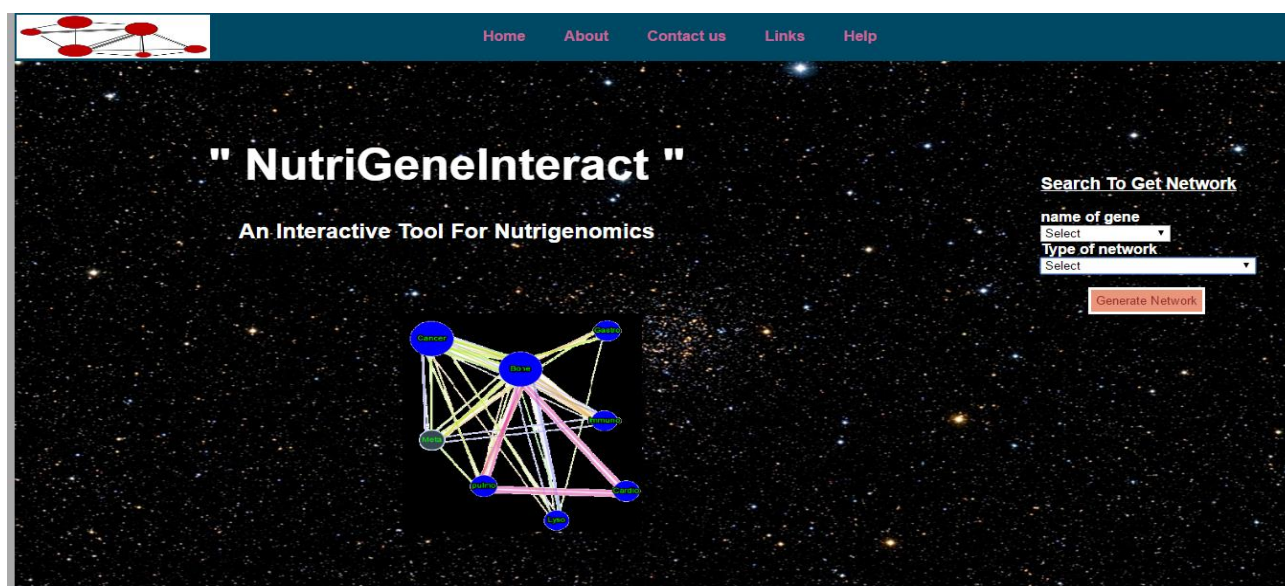 Home About Contact us Links Help
" NutriGeneInteract "
An Interactive Tool For Nutrigenomics
Search To Get Network
name of gene
Select
Type of network
Select
Generate Network
Cancer
Gastro
Bone
Immuno
Meta
pulmo
Cardio
Lyso